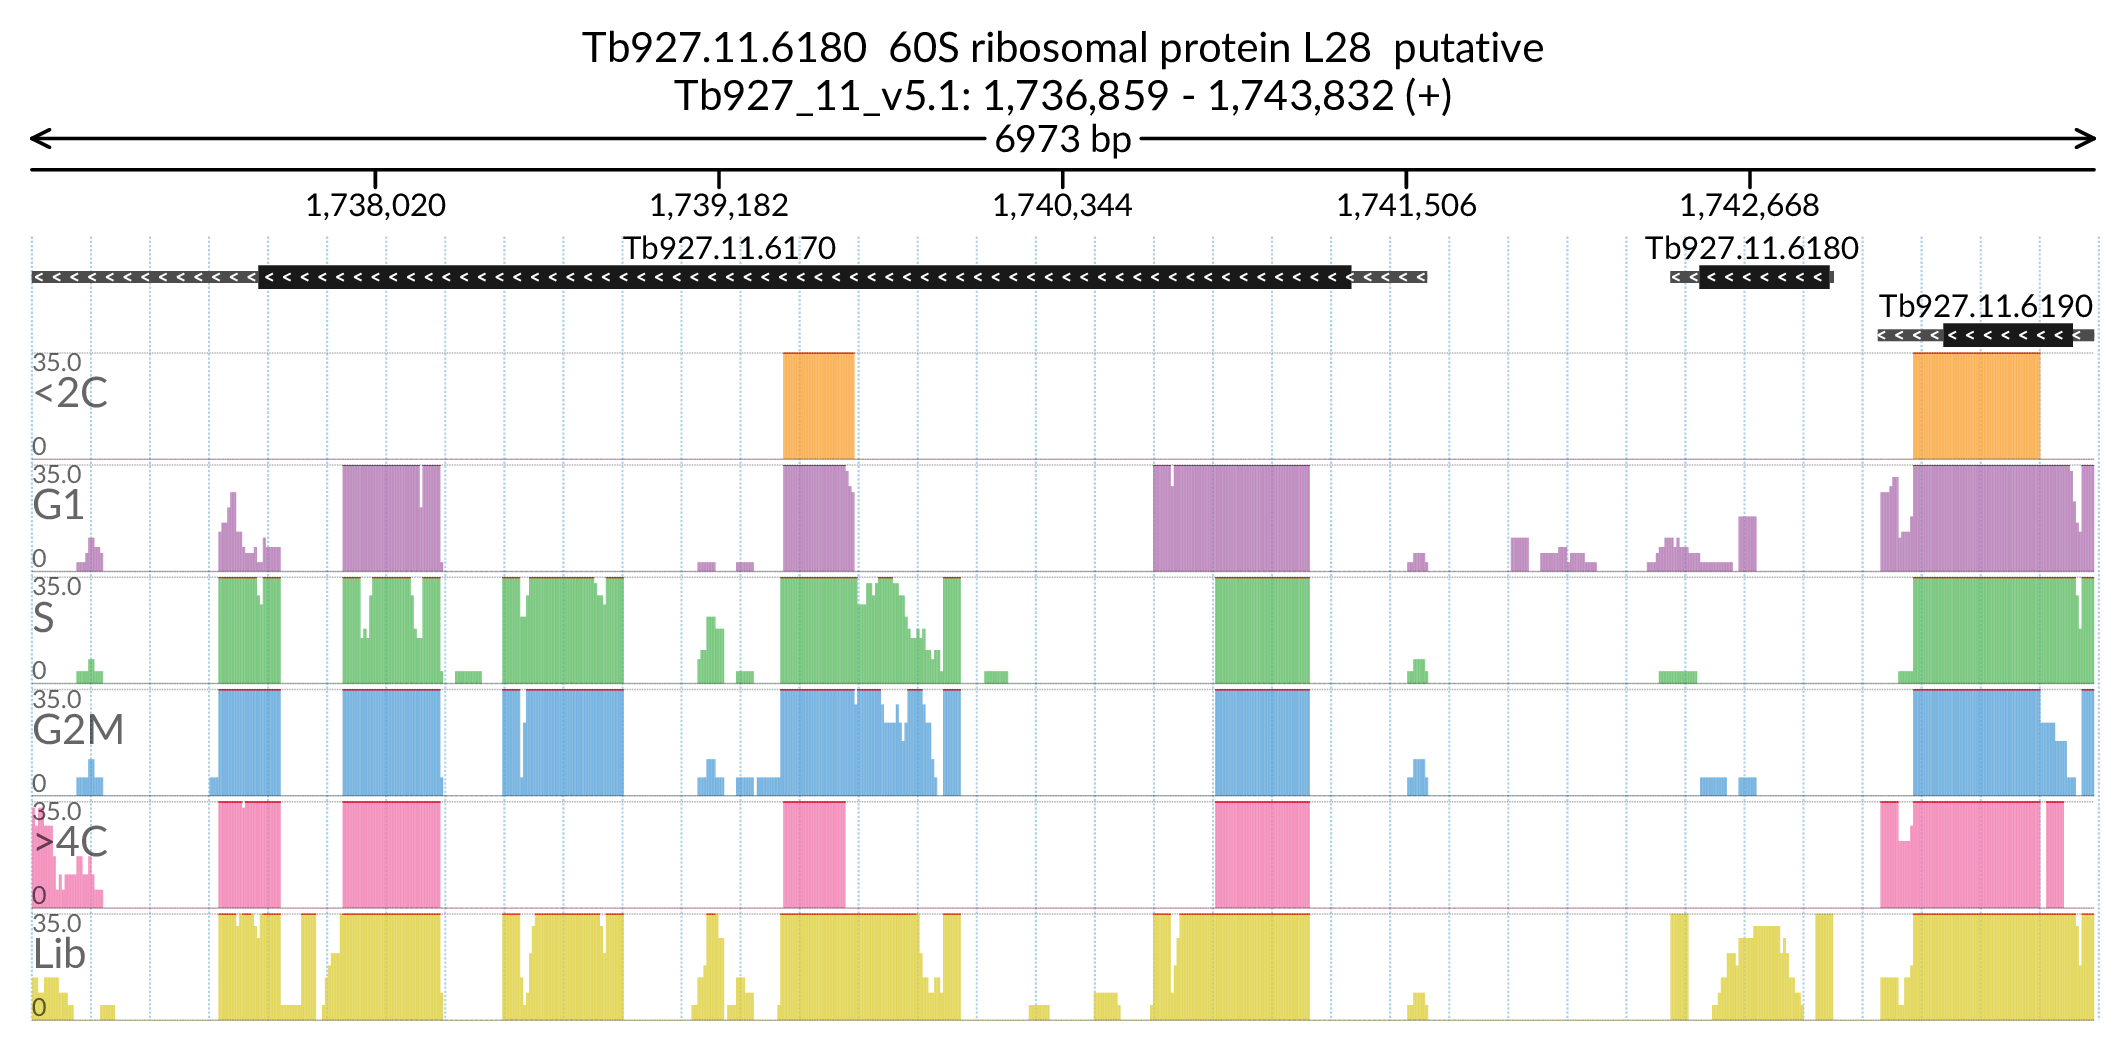 Tb927.11.6180  60S ribosomal protein L28  putative
Tb927_11_v5.1: 1,736,859 - 1,743,832 (+)
6973 bp
1,738,020 1,739,182 1,740,344 1,741,506 1,742,668
Tb927.11.6170 Tb927.11.6180
Tb927.11.6190
35.0
<2C
0
35.0
G1
0
35.0
S
0
35.0
G2M
0
35.0
>4C
0
35.0
Lib
0